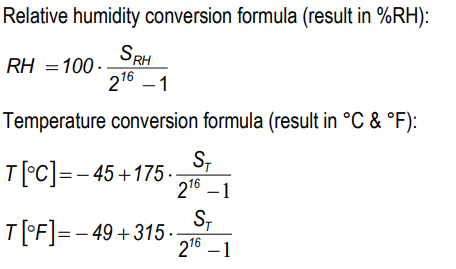 Relative humidity conversion formula (result in %RH):
RH = 100 · S_RH / (2^16 – 1)
Temperature conversion formula (result in °C & °F):
T [°C] = – 45 + 175 · S_T / (2^16 – 1)
T [°F] = – 49 + 315 · S_T / (2^16 – 1)